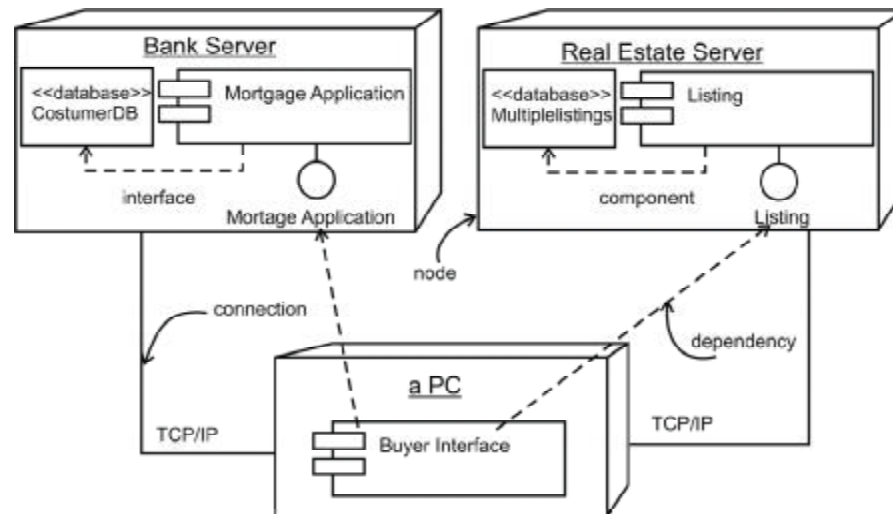 Bank Server
<<database>>
CostumerDB
Mortgage Application
interface
Mortage Application
Real Estate Server
<<database>>
Multiplelistings
Listing
component
Listing
node
connection
dependency
a PC
TCP/IP
Buyer Interface
TCP/IP